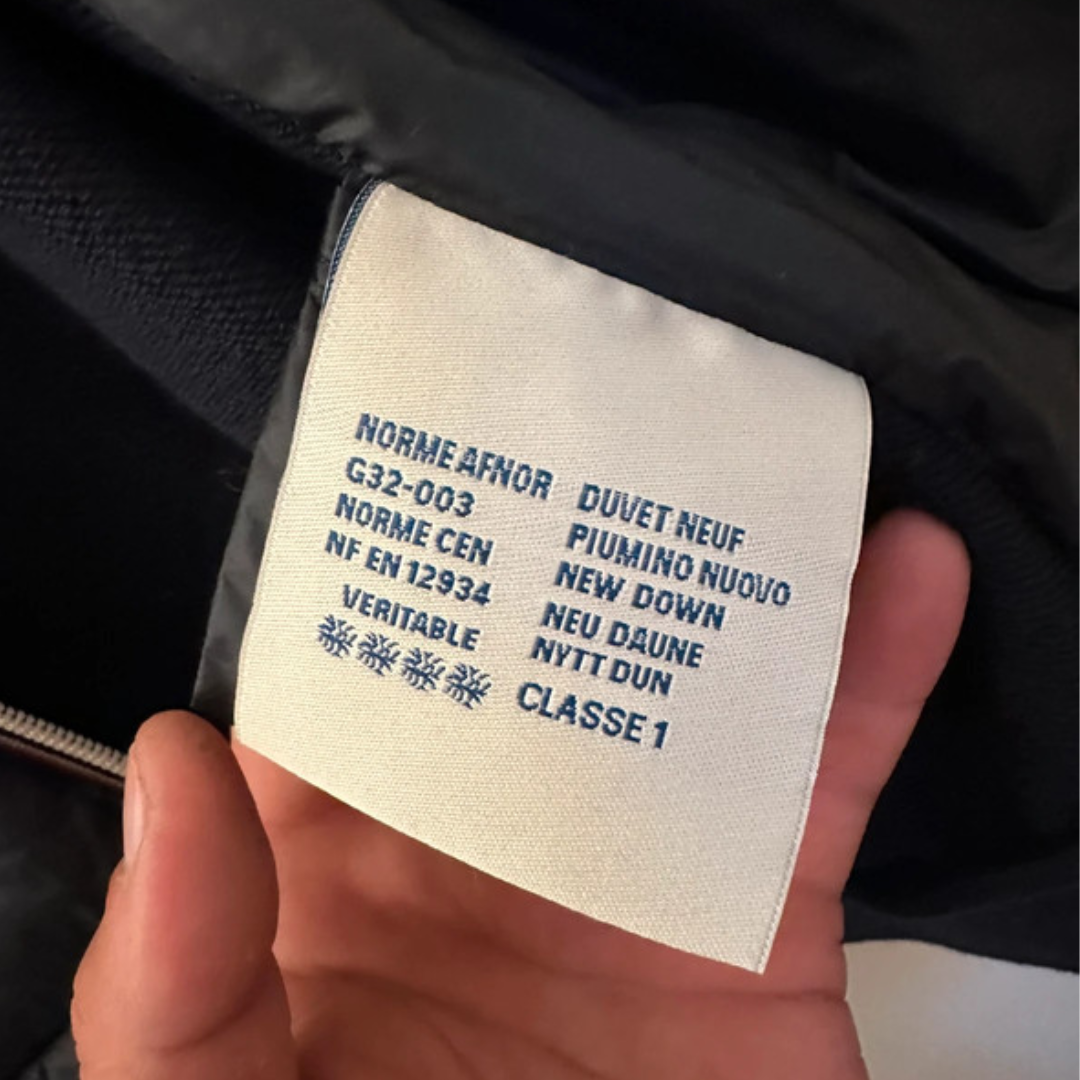 NORME AFNOR
G32-003
NORME CEN
NF EN 12934
VERITABLE
DUVET NEUF
PIUMINO NUOVO
NEW DOWN
NEU DAUNE
NYTT DUN
CLASSE 1